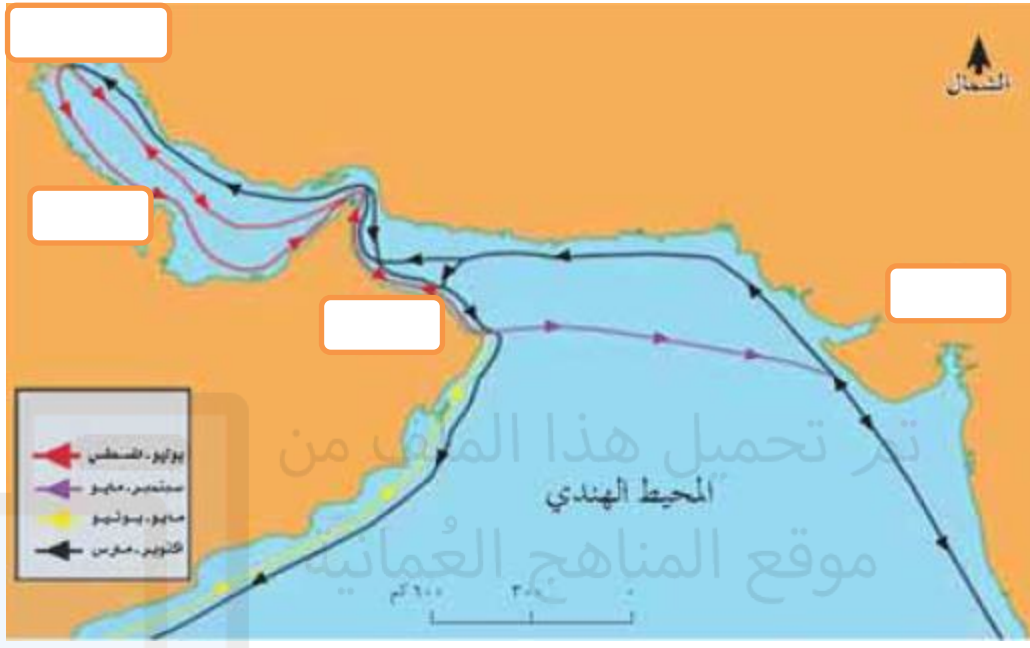 الشمال
يوليو-أغسطس
سبتمبر-مايو
مايو-يونيو
أكتوبر-مارس
تم تحميل هذا الملف من
المحيط الهندي
موقع المناهج العُمانية
٦٠٠ كم ٣٠٠ ٠